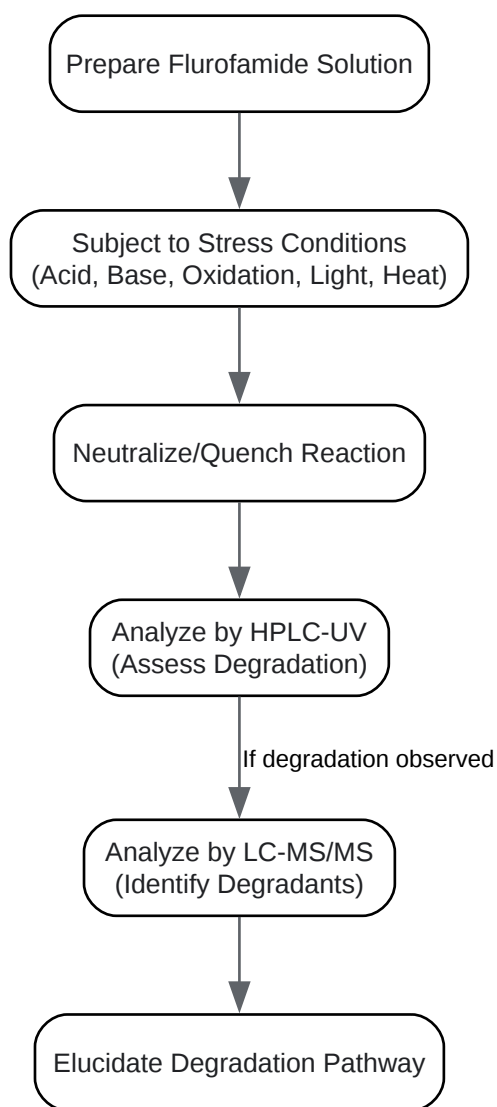 Prepare Flurofamide Solution
Subject to Stress Conditions
(Acid, Base, Oxidation, Light, Heat)
Neutralize/Quench Reaction
Analyze by HPLC-UV
(Assess Degradation)
If degradation observed
Analyze by LC-MS/MS
(Identify Degradants)
Elucidate Degradation Pathway